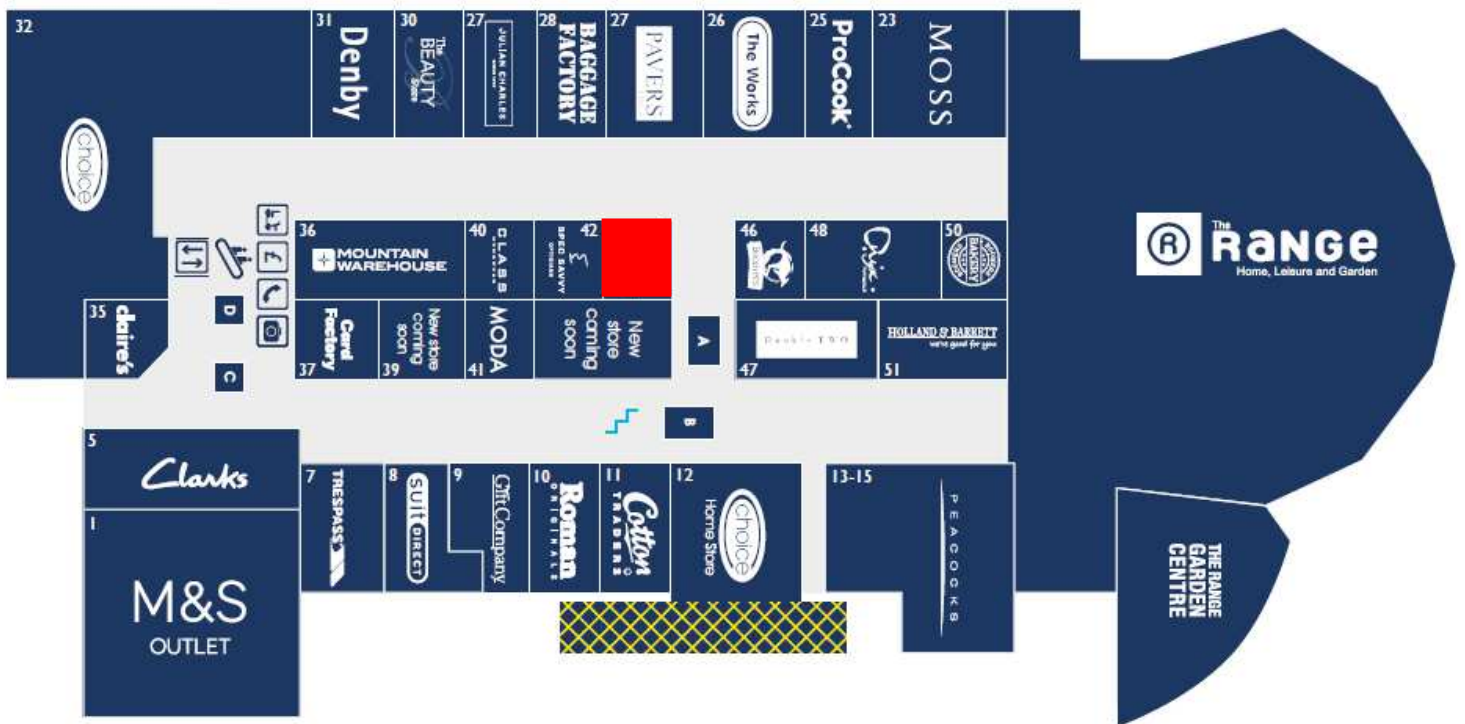 32
choice
31
Denby
30
The
BEAUTY
Store
27
JULIAN CHARLES
28
BAGGAGE
FACTORY
27
PAVERS
26
The Works
25
ProCook
23
MOSS
R
The
RANGE
Home, Leisure and Garden
36
MOUNTAIN
WAREHOUSE
40
GLASS
42
SPEC SAVVY
OPTICIANS
46
48
50
BAKERY
35
claire's
D
C
£
37
Card
Factory
39
New store
coming
soon
41
MODA
New
store
coming
soon
A
B
47
Double TWO
51
HOLLAND & BARRETT
we're good for you
5
Clarks
1
M&S
OUTLET
7
TRESPASS
8
SUIT DIRECT
9
GiftCompany
10
Roman
ORIGINALS
11
Cotton
TRADERS
12
choice
Home Store
13-15
PEACOCKS
THE RANGE
GARDEN
CENTRE